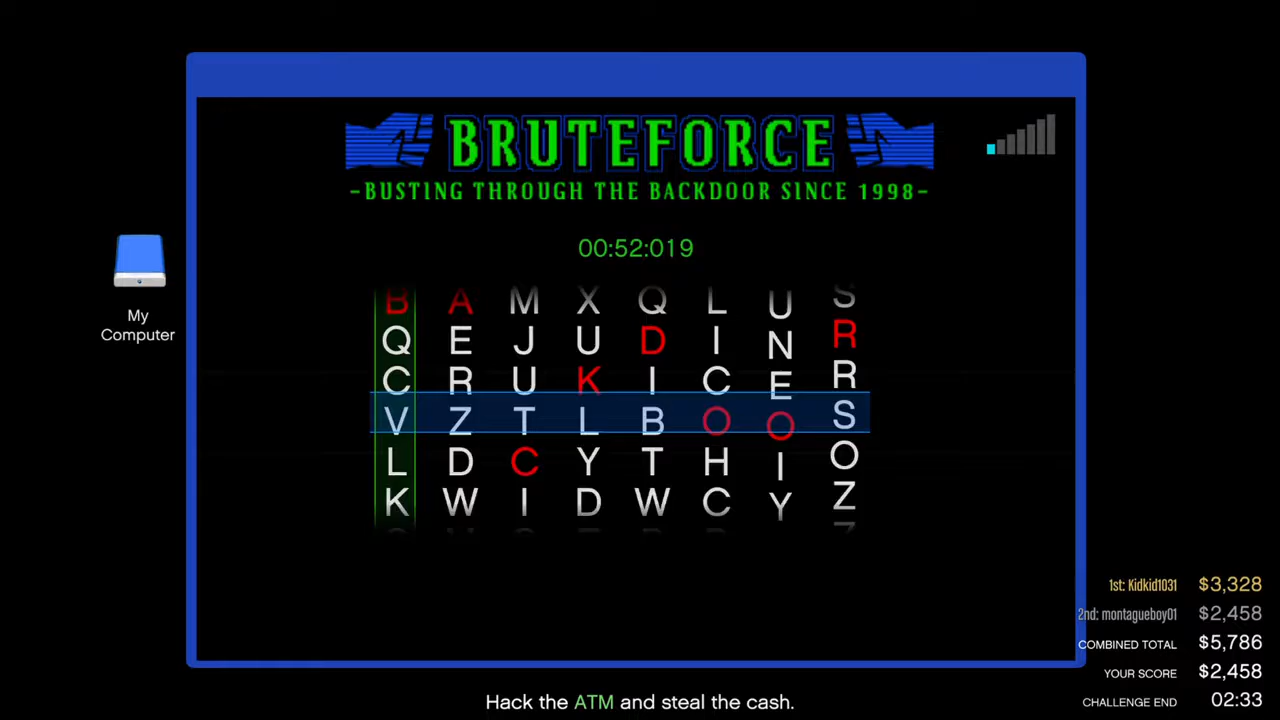 BRUTEFORCE
-BUSTING THROUGH THE BACKDOOR SINCE 1998-
00:52:019
B A M X Q L U S
Q E J U D I N R
C R U K I C E R
V Z T L B O O S
L D C Y T H I O
K W I D W C Y Z
My
Computer
1st: Kidkid1031 $3,328
2nd: montagueboy01 $2,458
COMBINED TOTAL $5,786
YOUR SCORE $2,458
CHALLENGE END 02:33
Hack the ATM and steal the cash.